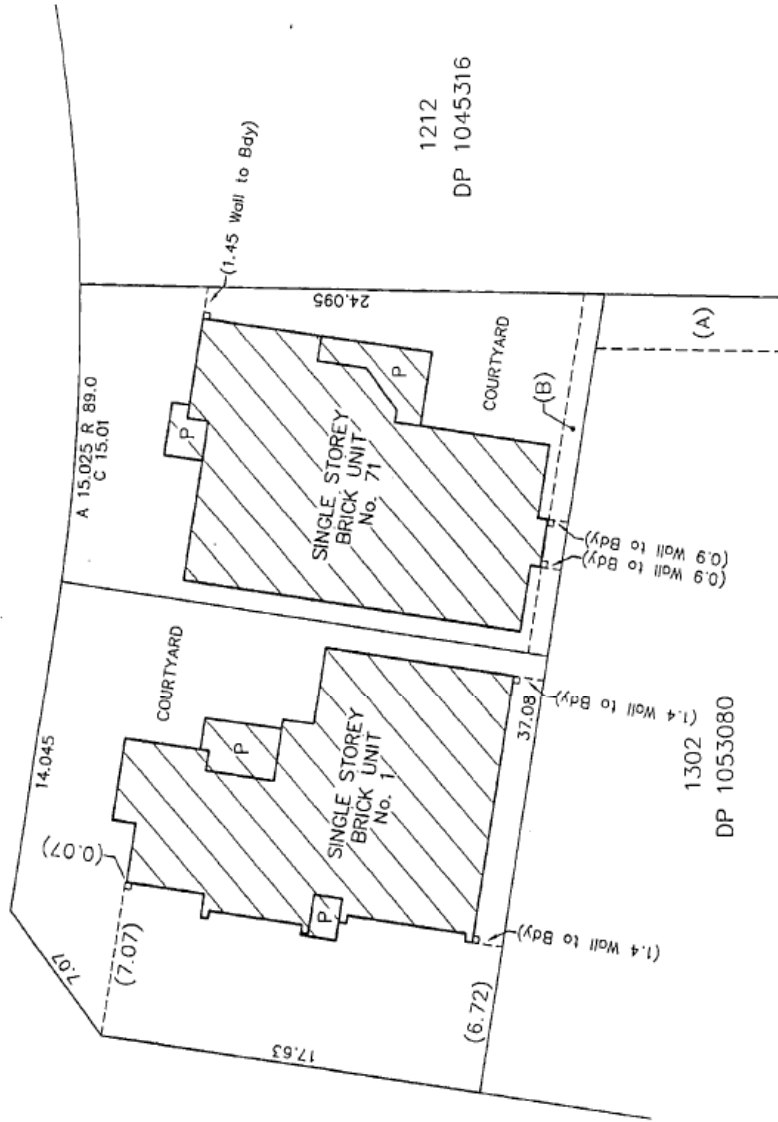 1212
DP 1045316
(1.45 Wall to Bdy)
A 15.025 R 89.0
C 15.01
24.095
P
P
COURTYARD
SINGLE STOREY
BRICK UNIT
No. 71
(A)
(B)
(0.9 Wall to Bdy)
(0.9 Wall to Bdy)
COURTYARD
14.045
P
SINGLE STOREY
BRICK UNIT
No. 1
37.08
(1.4 Wall to Bdy)
1302
DP 1053080
(0.07)
P
7.07
(7.07)
17.63
(6.72)
(1.4 Wall to Bdy)